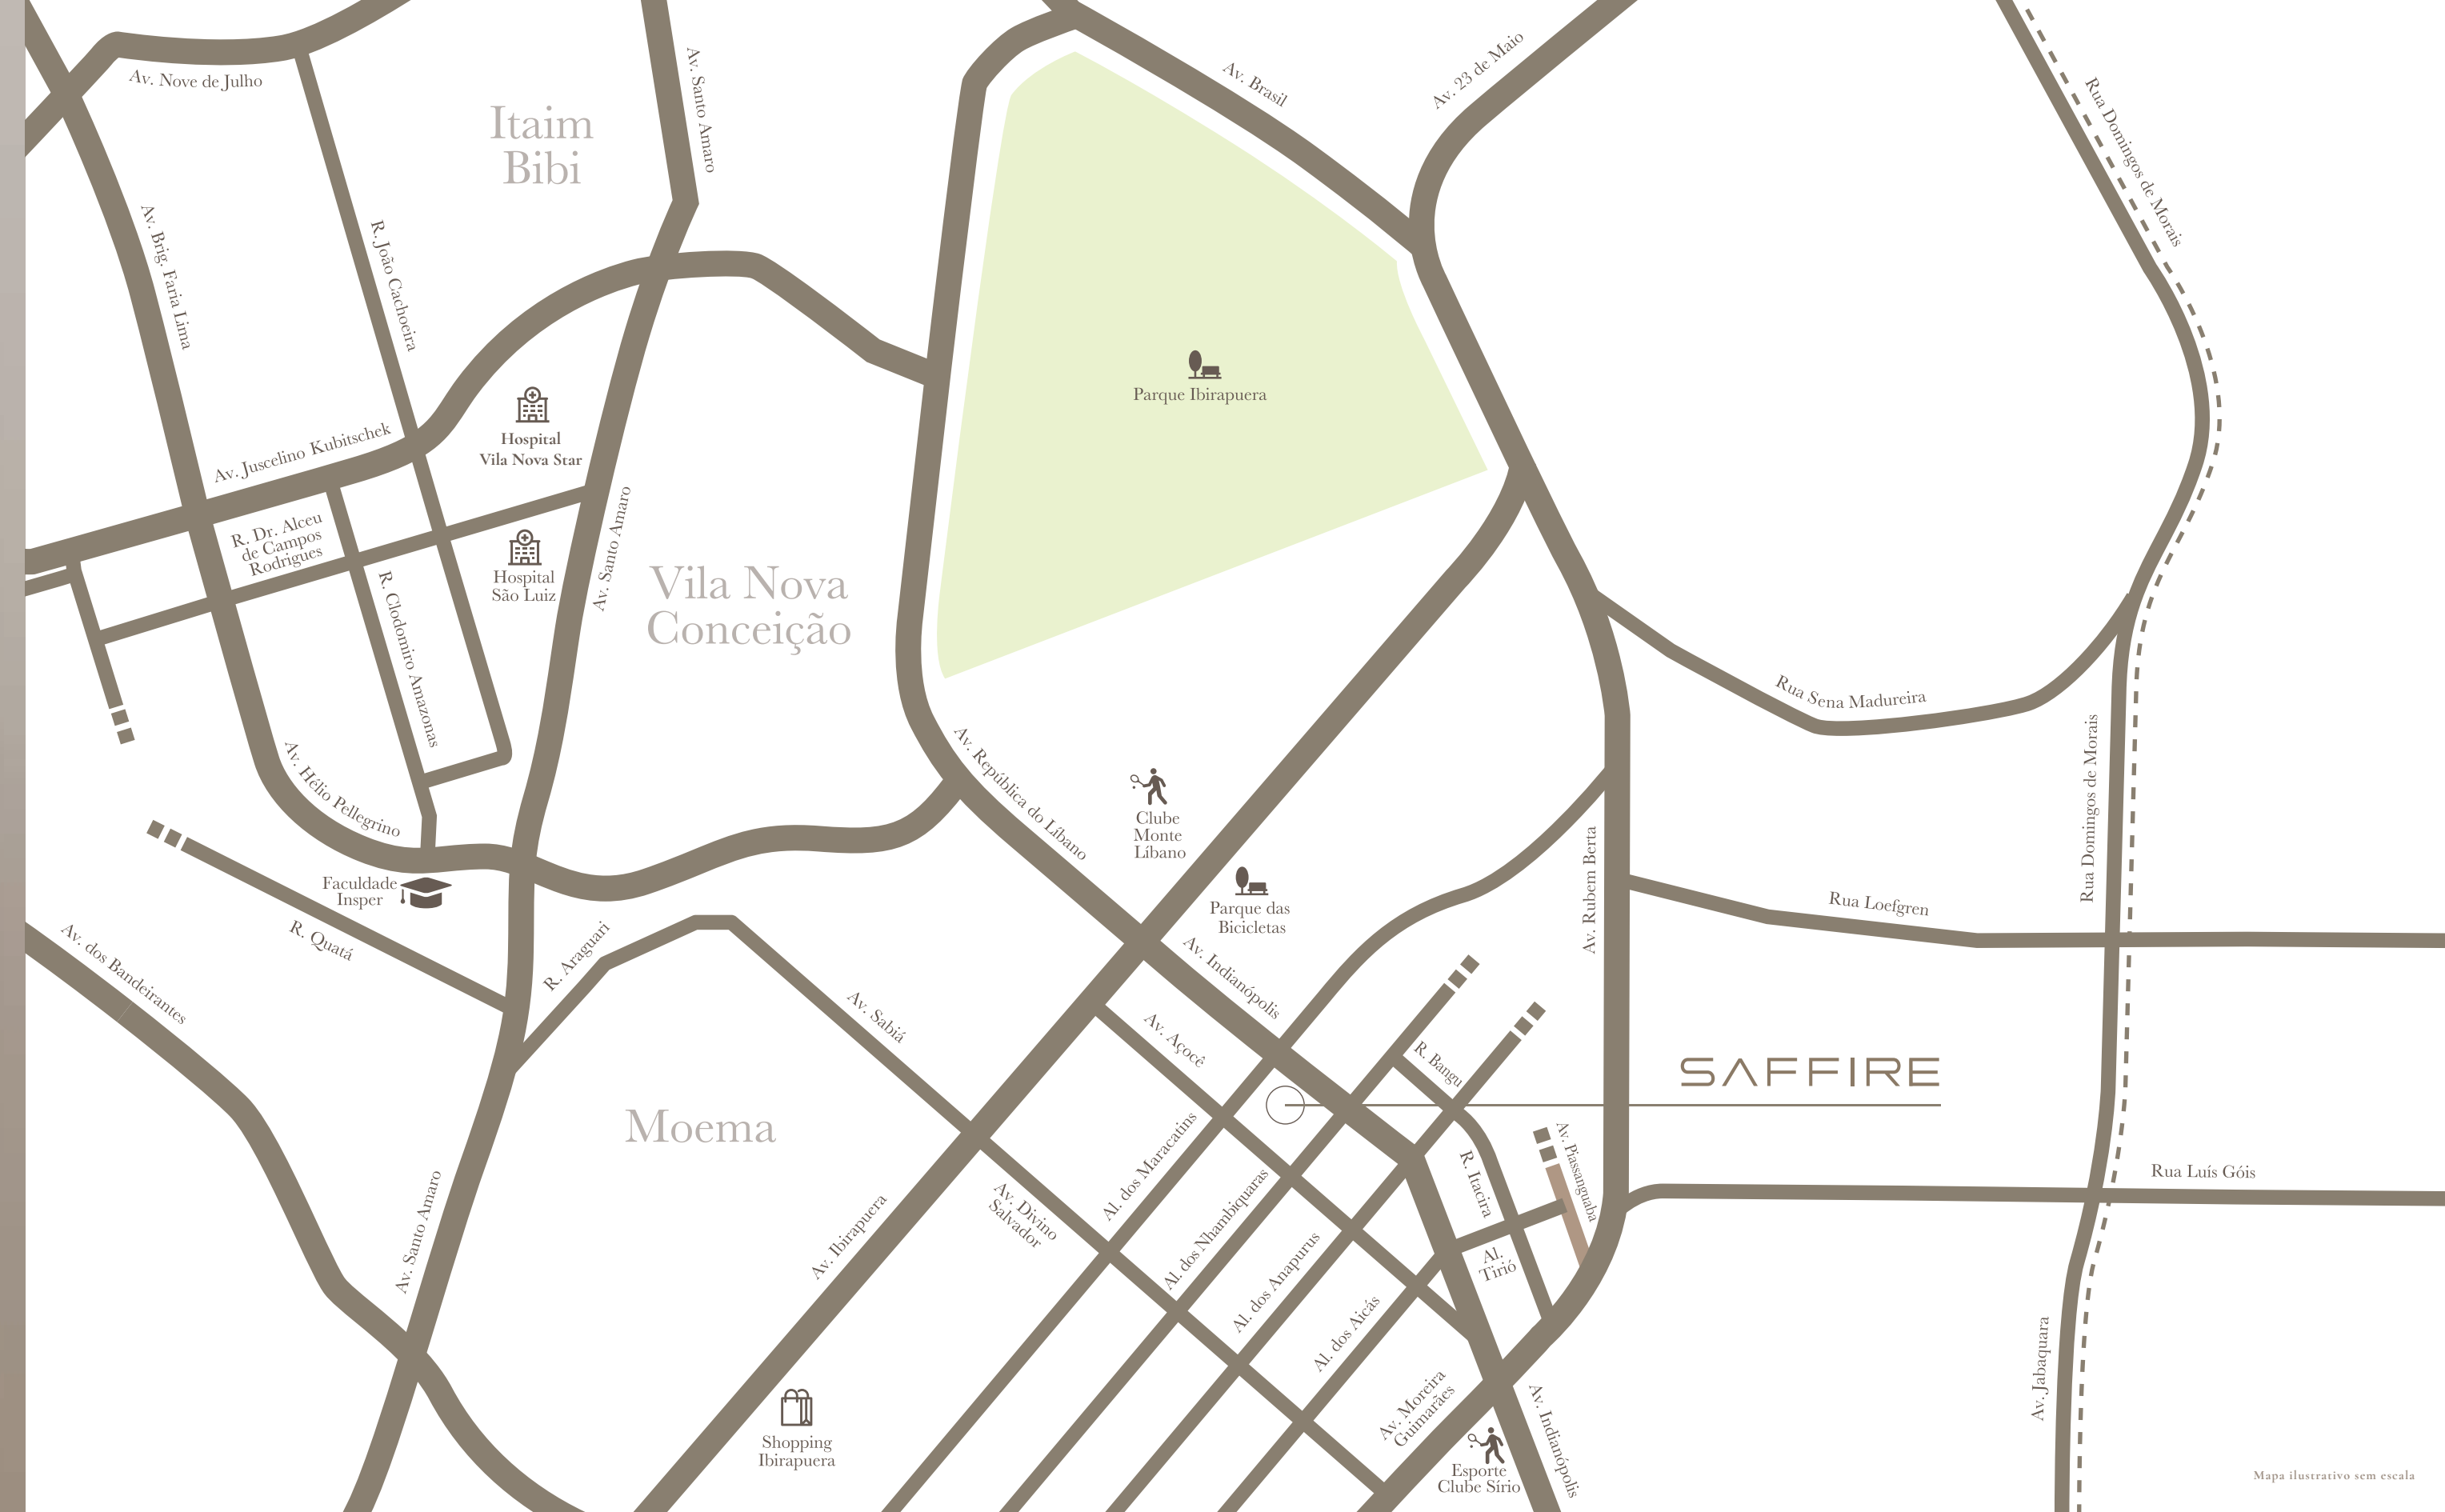 Av. Nove de Julho
Itaim
Bibi
Av. Santo Amaro
Av. Brasil
Av. 23 de Maio
Rua Domingos de Morais
Av. Brig. Faria Lima
R. João Cachoeira
Parque Ibirapuera
Av. Juscelino Kubitschek
Hospital
Vila Nova Star
R. Dr. Alceu
de Campos
Rodrigues
Hospital
São Luiz
Av. Santo Amaro
Vila Nova
Conceição
R. Clodomiro Amazonas
Rua Sena Madureira
Rua Domingos de Morais
Av. Hélio Pellegrino
Av. República do Líbano
Clube
Monte
Líbano
Av. Rubem Berta
Faculdade
Insper
Parque das
Bicicletas
Rua Loefgren
R. Quatá
Av. dos Bandeirantes
R. Araguari
Av. Sabiá
Av. Indianópolis
Av. Açocê
R. Bangu
SAFFIRE
Moema
Al. dos Maracatins
Av. Piassanguaba
R. Itacira
Rua Luís Góis
Av. Santo Amaro
Av. Ibirapuera
Av. Divino
Salvador
Al. dos Nhambiquaras
Al. dos Anapurus
Al.
Tirió
Al. dos Aicás
Av. Jabaquara
Av. Moreira
Guimarães
Av. Indianópolis
Shopping
Ibirapuera
Esporte
Clube Sírio
Mapa ilustrativo sem escala